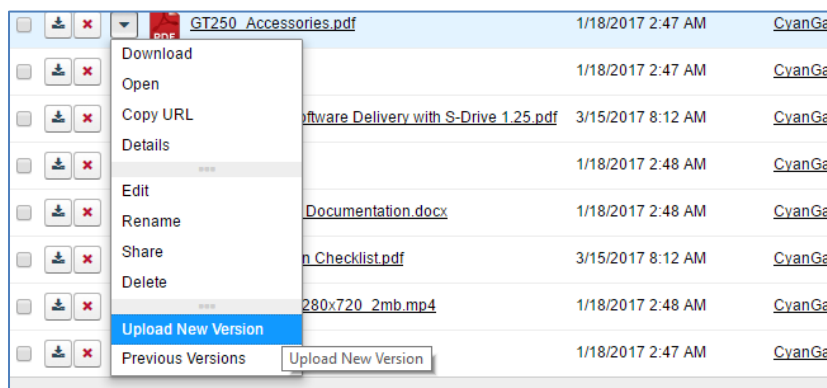 PDF GT250_Accessories.pdf 1/18/2017 2:47 AM CyanGa
Download
1/18/2017 2:47 AM CyanGa
Open
Copy URL
oftware Delivery with S-Drive 1.25.pdf 3/15/2017 8:12 AM CyanGa
Details
1/18/2017 2:48 AM CyanGa
Edit
Rename
Documentation.docx 1/18/2017 2:48 AM CyanGa
Share
n Checklist.pdf 3/15/2017 8:12 AM CyanGa
Delete
280x720_2mb.mp4 1/18/2017 2:48 AM CyanGa
Upload New Version
Previous Versions
Upload New Version
1/18/2017 2:47 AM CyanGa